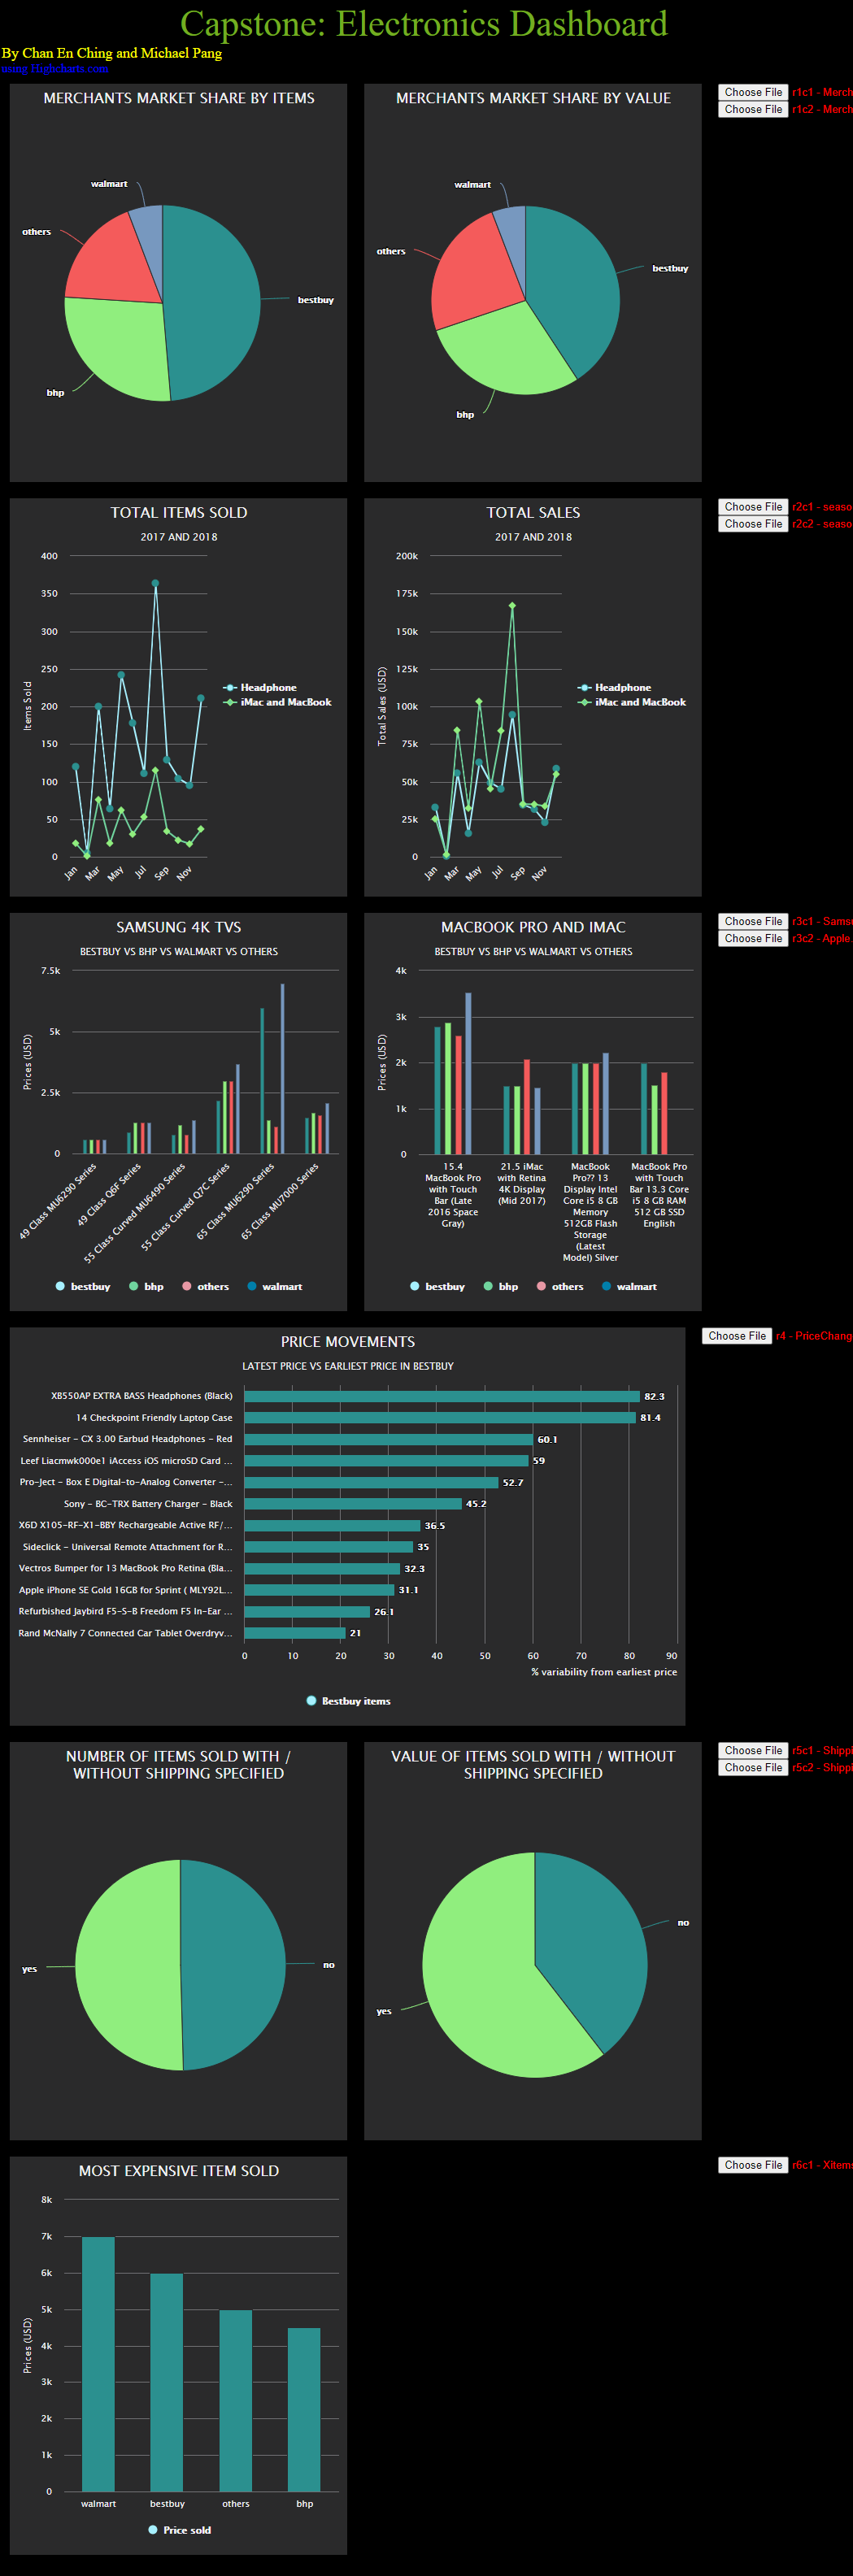 Capstone: Electronics Dashboard
By Chan En Ching and Michael Pang
using Highcharts.com
MERCHANTS MARKET SHARE BY ITEMS
walmart
others
bestbuy
bhp
MERCHANTS MARKET SHARE BY VALUE
walmart
others
bestbuy
bhp
Choose File r1c1 - Merch
Choose File r1c2 - Merch
TOTAL ITEMS SOLD
2017 AND 2018
400
350
300
250
200
150
100
50
0
Items Sold
Jan
Mar
May
Jul
Sep
Nov
Headphone
iMac and MacBook
TOTAL SALES
2017 AND 2018
200k
175k
150k
125k
100k
75k
50k
25k
0
Total Sales (USD)
Jan
Mar
May
Jul
Sep
Nov
Headphone
iMac and MacBook
Choose File r2c1 - seaso
Choose File r2c2 - seaso
SAMSUNG 4K TVS
BESTBUY VS BHP VS WALMART VS OTHERS
7.5k
5k
2.5k
0
Prices (USD)
49 Class MU6290 Series
49 Class Q6F Series
55 Class Curved MU6490 Series
55 Class Curved Q7C Series
65 Class MU6290 Series
65 Class MU7000 Series
bestbuy bhp others walmart
MACBOOK PRO AND IMAC
BESTBUY VS BHP VS WALMART VS OTHERS
4k
3k
2k
1k
0
Prices (USD)
15.4
MacBook Pro
with Touch
Bar (Late
2016 Space
Gray)
21.5 iMac
with Retina
4K Display
(Mid 2017)
MacBook
Pro?? 13
Display Intel
Core i5 8 GB
Memory
512GB Flash
Storage
(Latest
Model) Silver
MacBook Pro
with Touch
Bar 13.3 Core
i5 8 GB RAM
512 GB SSD
English
bestbuy bhp others walmart
Choose File r3c1 - Sams
Choose File r3c2 - Apple
PRICE MOVEMENTS
LATEST PRICE VS EARLIEST PRICE IN BESTBUY
XB550AP EXTRA BASS Headphones (Black) 82.3
14 Checkpoint Friendly Laptop Case 81.4
Sennheiser - CX 3.00 Earbud Headphones - Red 60.1
Leef Liacmwk000e1 iAccess iOS microSD Card ... 59
Pro-Ject - Box E Digital-to-Analog Converter -... 52.7
Sony - BC-TRX Battery Charger - Black 45.2
X6D X105-RF-X1-BBY Rechargeable Active RF/... 36.5
Sideclick - Universal Remote Attachment for R... 35
Vectros Bumper for 13 MacBook Pro Retina (Bla... 32.3
Apple iPhone SE Gold 16GB for Sprint ( MLY92L... 31.1
Refurbished Jaybird F5-S-B Freedom F5 In-Ear ... 26.1
Rand McNally 7 Connected Car Tablet Overdryv... 21
0 10 20 30 40 50 60 70 80 90
% variability from earliest price
Bestbuy items
Choose File r4 - PriceChang
NUMBER OF ITEMS SOLD WITH /
WITHOUT SHIPPING SPECIFIED
yes
no
VALUE OF ITEMS SOLD WITH / WITHOUT
SHIPPING SPECIFIED
no
yes
Choose File r5c1 - Shippi
Choose File r5c2 - Shippi
MOST EXPENSIVE ITEM SOLD
8k
7k
6k
5k
4k
3k
2k
1k
0
Prices (USD)
walmart bestbuy others bhp
Price sold
Choose File r6c1 - Xitems